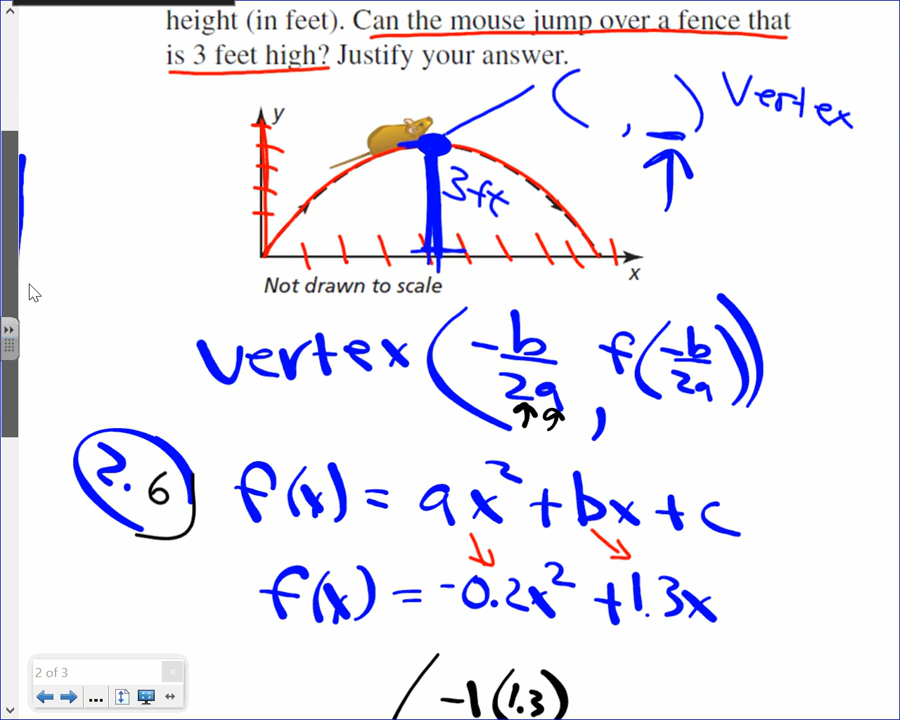 height (in feet). Can the mouse jump over a fence that
is 3 feet high? Justify your answer.
( , _ ) Vertex
y
3ft
x
Not drawn to scale
vertex ( -b/2a , f(-b/2a) )
a
2.6 f(x) = ax² + bx + c
f(x) = -0.2x² + 1.3x
2 of 3
( -1(1.3)